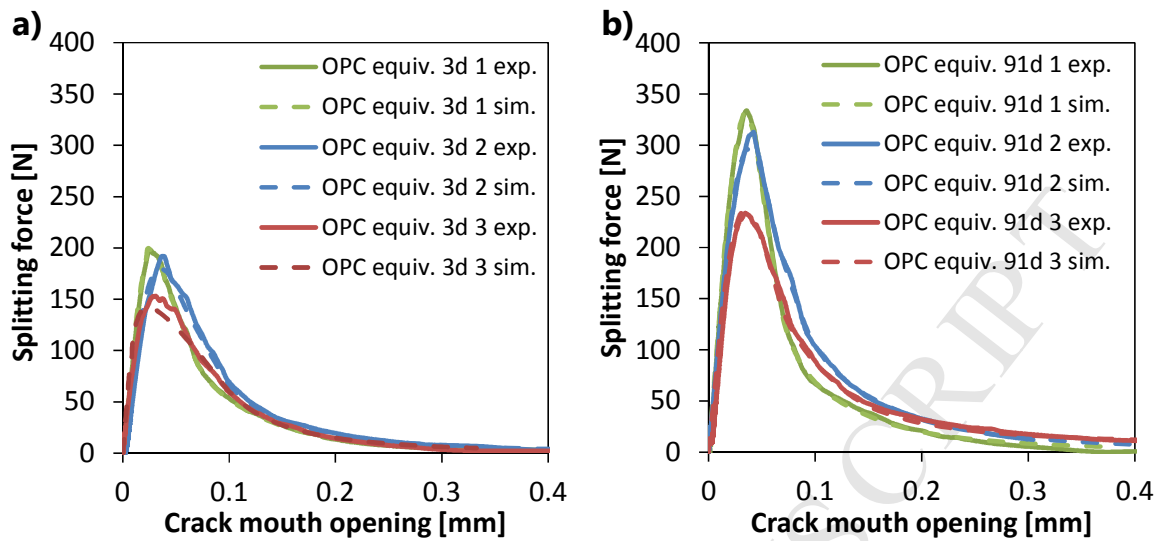 a)
400
350
300
250
200
150
100
50
0
Splitting force [N]
OPC equiv. 3d 1 exp.
OPC equiv. 3d 1 sim.
OPC equiv. 3d 2 exp.
OPC equiv. 3d 2 sim.
OPC equiv. 3d 3 exp.
OPC equiv. 3d 3 sim.
0 0.1 0.2 0.3 0.4
Crack mouth opening [mm]
b)
400
350
300
250
200
150
100
50
0
Splitting force [N]
OPC equiv. 91d 1 exp.
OPC equiv. 91d 1 sim.
OPC equiv. 91d 2 exp.
OPC equiv. 91d 2 sim.
OPC equiv. 91d 3 exp.
OPC equiv. 91d 3 sim.
0 0.1 0.2 0.3 0.4
Crack mouth opening [mm]
SCRIPT